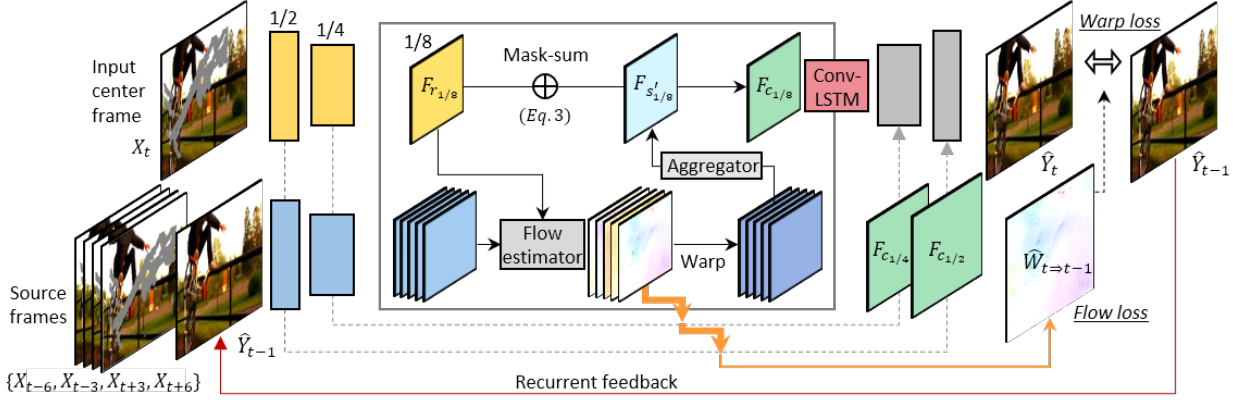 Input
center
frame
X_t
1/2
1/4
1/8
F_{r_{1/8}}
Mask-sum
(Eq. 3)
F_{s'_{1/8}}
F_{c_{1/8}}
Conv-
LSTM
Aggregator
Flow
estimator
Warp
F_{c_{1/4}}
F_{c_{1/2}}
Ŷ_t
Warp loss
Ŷ_{t−1}
Ŵ_{t⇒t−1}
Flow loss
Source
frames
Ŷ_{t−1}
{X_{t−6}, X_{t−3}, X_{t+3}, X_{t+6}}
Recurrent feedback